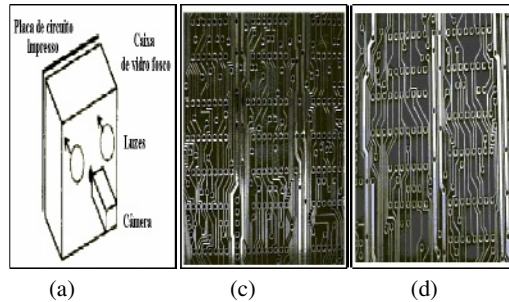 Placa de circuito
Impresso
Caixa
de vidro fosco
Luzes
Câmera
(a)
(c)
(d)